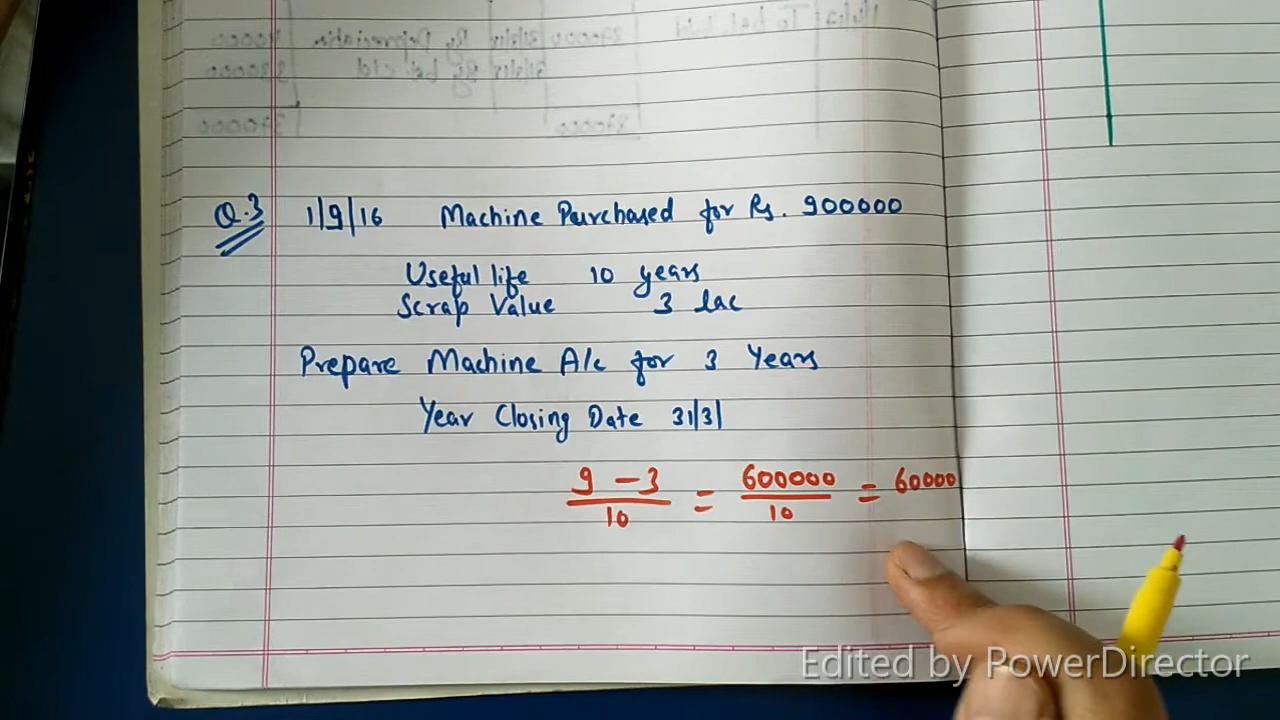 Q.3 1/9/16 Machine Purchased for Rs. 900000
Useful life 10 years
Scrap Value 3 lac
Prepare Machine A/c for 3 Years
Year Closing Date 31/3/
9 - 3 / 10 = 600000 / 10 = 60000
Edited by PowerDirector